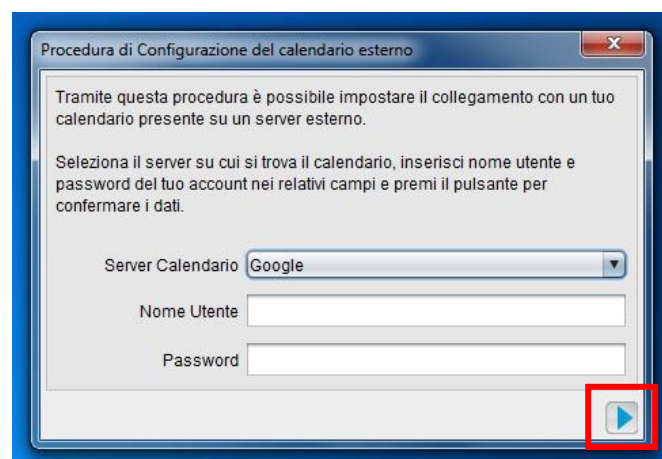 Procedura di Configurazione del calendario esterno
Tramite questa procedura è possibile impostare il collegamento con un tuo
calendario presente su un server esterno.
Seleziona il server su cui si trova il calendario, inserisci nome utente e
password del tuo account nei relativi campi e premi il pulsante per
confermare i dati.
Server Calendario Google
Nome Utente
Password